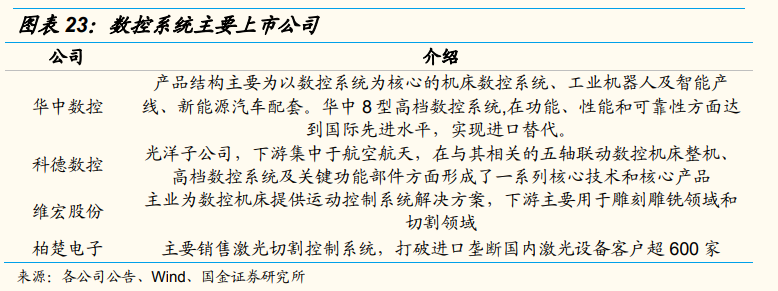 图表 23：数控系统主要上市公司
公司 介绍
产品结构主要为以数控系统为核心的机床数控系统、工业机器人及智能产
华中数控 线、新能源汽车配套。华中 8 型高档数控系统,在功能、性能和可靠性方面达
到国际先进水平，实现进口替代。
光洋子公司，下游集中于航空航天，在与其相关的五轴联动数控机床整机、
科德数控
高档数控系统及关键功能部件方面形成了一系列核心技术和核心产品
主业为数控机床提供运动控制系统解决方案，下游主要用于雕刻雕铣领域和
维宏股份
切割领域
柏楚电子 主要销售激光切割控制系统，打破进口垄断国内激光设备客户超 600 家
来源：各公司公告、Wind、国金证券研究所